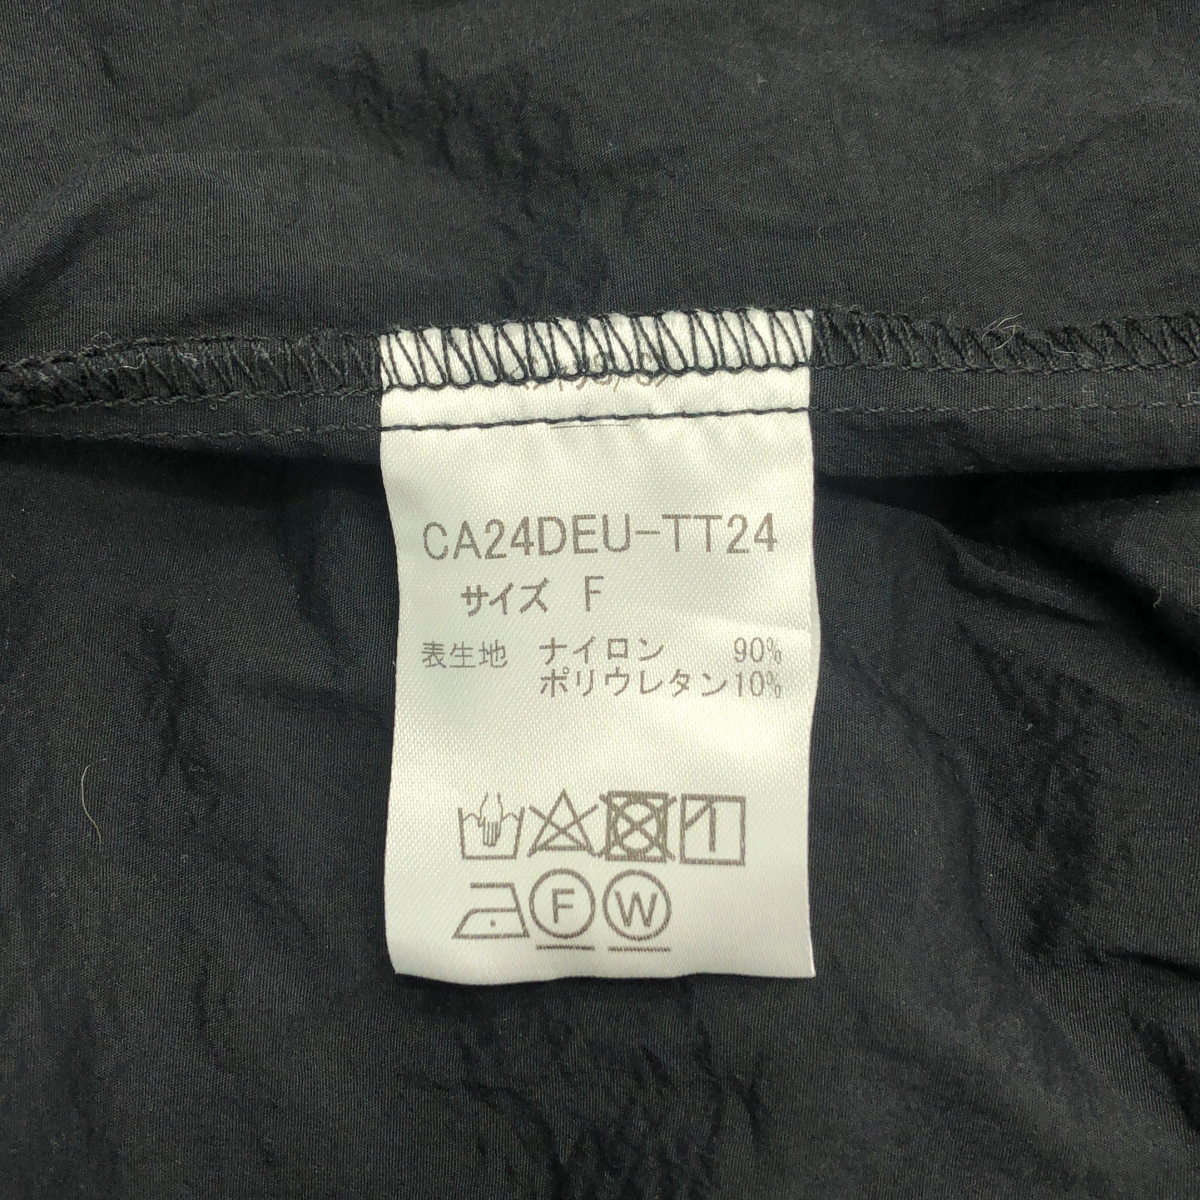 CA24DEU-TT24
サイズ F
表生地 ナイロン 90%
ポリウレタン10%
F W